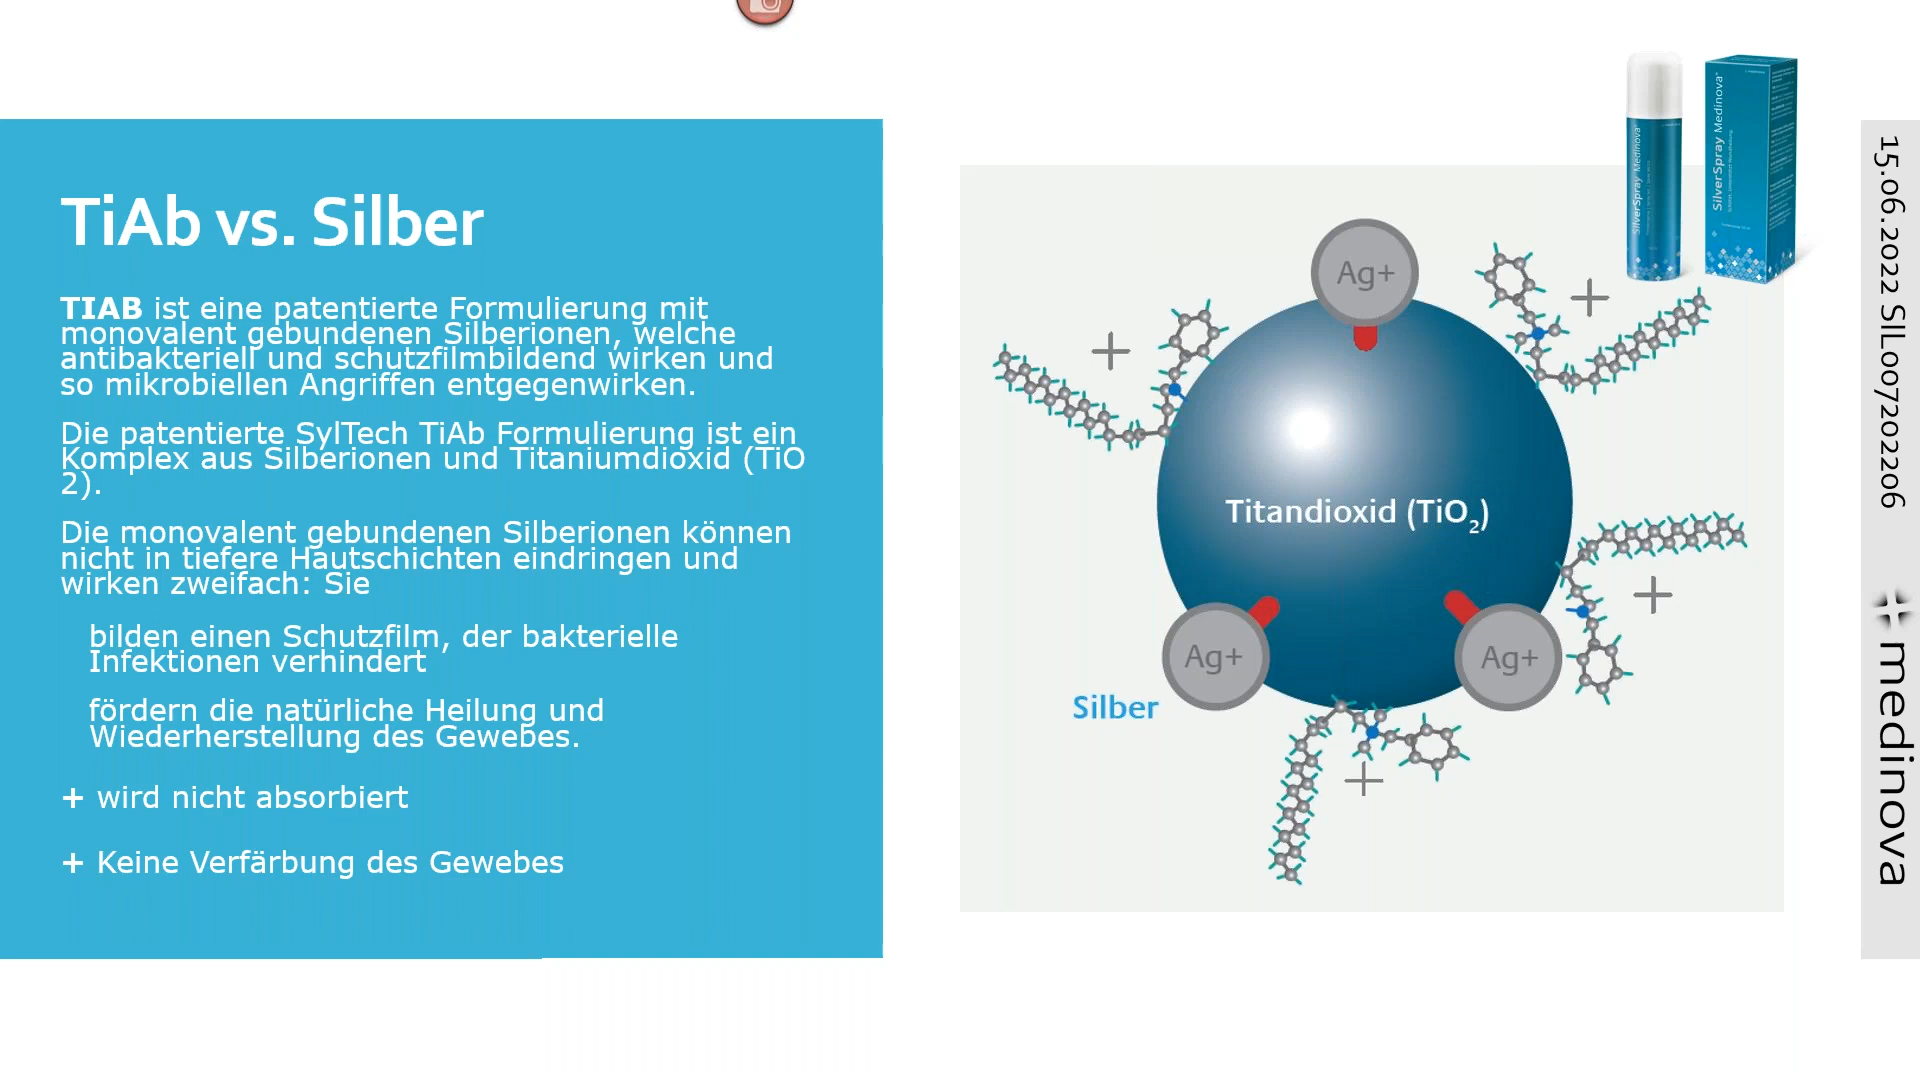 TiAb vs. Silber
TIAB ist eine patentierte Formulierung mit
monovalent gebundenen Silberionen, welche
antibakteriell und schutzfilmbildend wirken und
so mikrobiellen Angriffen entgegenwirken.
Die patentierte SylTech TiAb Formulierung ist ein
Komplex aus Silberionen und Titaniumdioxid (TiO
2).
Die monovalent gebundenen Silberionen können
nicht in tiefere Hautschichten eindringen und
wirken zweifach: Sie
bilden einen Schutzfilm, der bakterielle
Infektionen verhindert
fördern die natürliche Heilung und
Wiederherstellung des Gewebes.
+ wird nicht absorbiert
+ Keine Verfärbung des Gewebes
Ag+
+
+
Titandioxid (TiO₂)
+
Ag+
Ag+
Silber
+
SilverSpray Medinova
SilverSpray Medinova
15.06.2022 SIL.0072022206
medinova